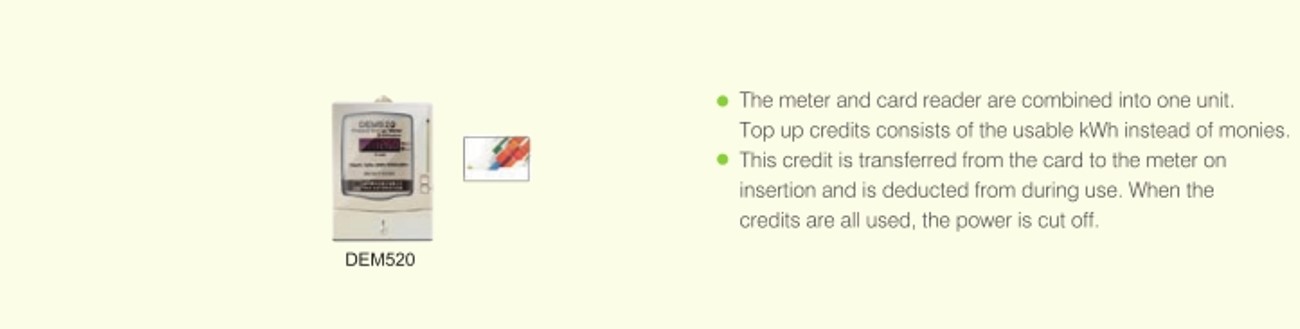 The meter and card reader are combined into one unit.
Top up credits consists of the usable kWh instead of monies.
This credit is transferred from the card to the meter on
insertion and is deducted from during use. When the
credits are all used, the power is cut off.
DEM520
DEM520